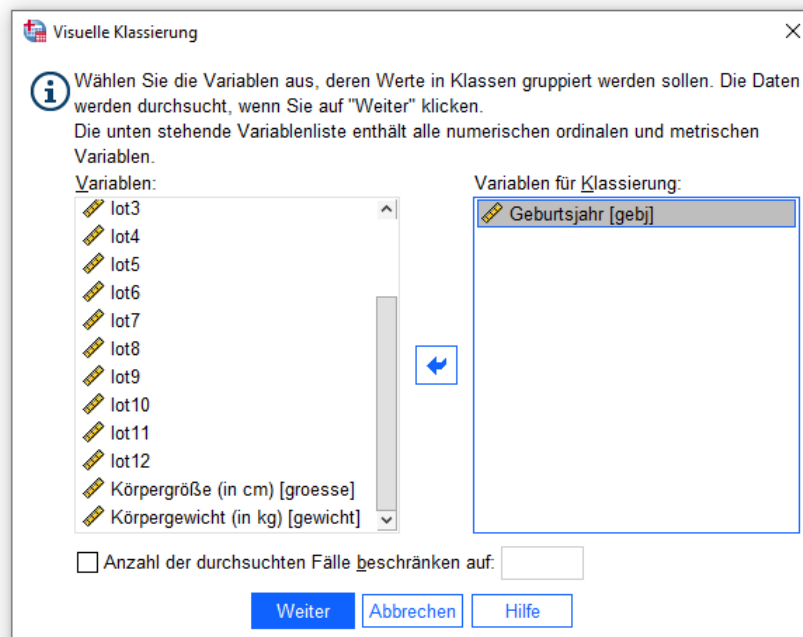 Visuelle Klassierung
Wählen Sie die Variablen aus, deren Werte in Klassen gruppiert werden sollen. Die Daten
werden durchsucht, wenn Sie auf "Weiter" klicken.
Die unten stehende Variablenliste enthält alle numerischen ordinalen und metrischen
Variablen.
Variablen:
lot3
lot4
lot5
lot6
lot7
lot8
lot9
lot10
lot11
lot12
Körpergröße (in cm) [groesse]
Körpergewicht (in kg) [gewicht]
Variablen für Klassierung:
Geburtsjahr [gebj]
Anzahl der durchsuchten Fälle beschränken auf:
Weiter
Abbrechen
Hilfe